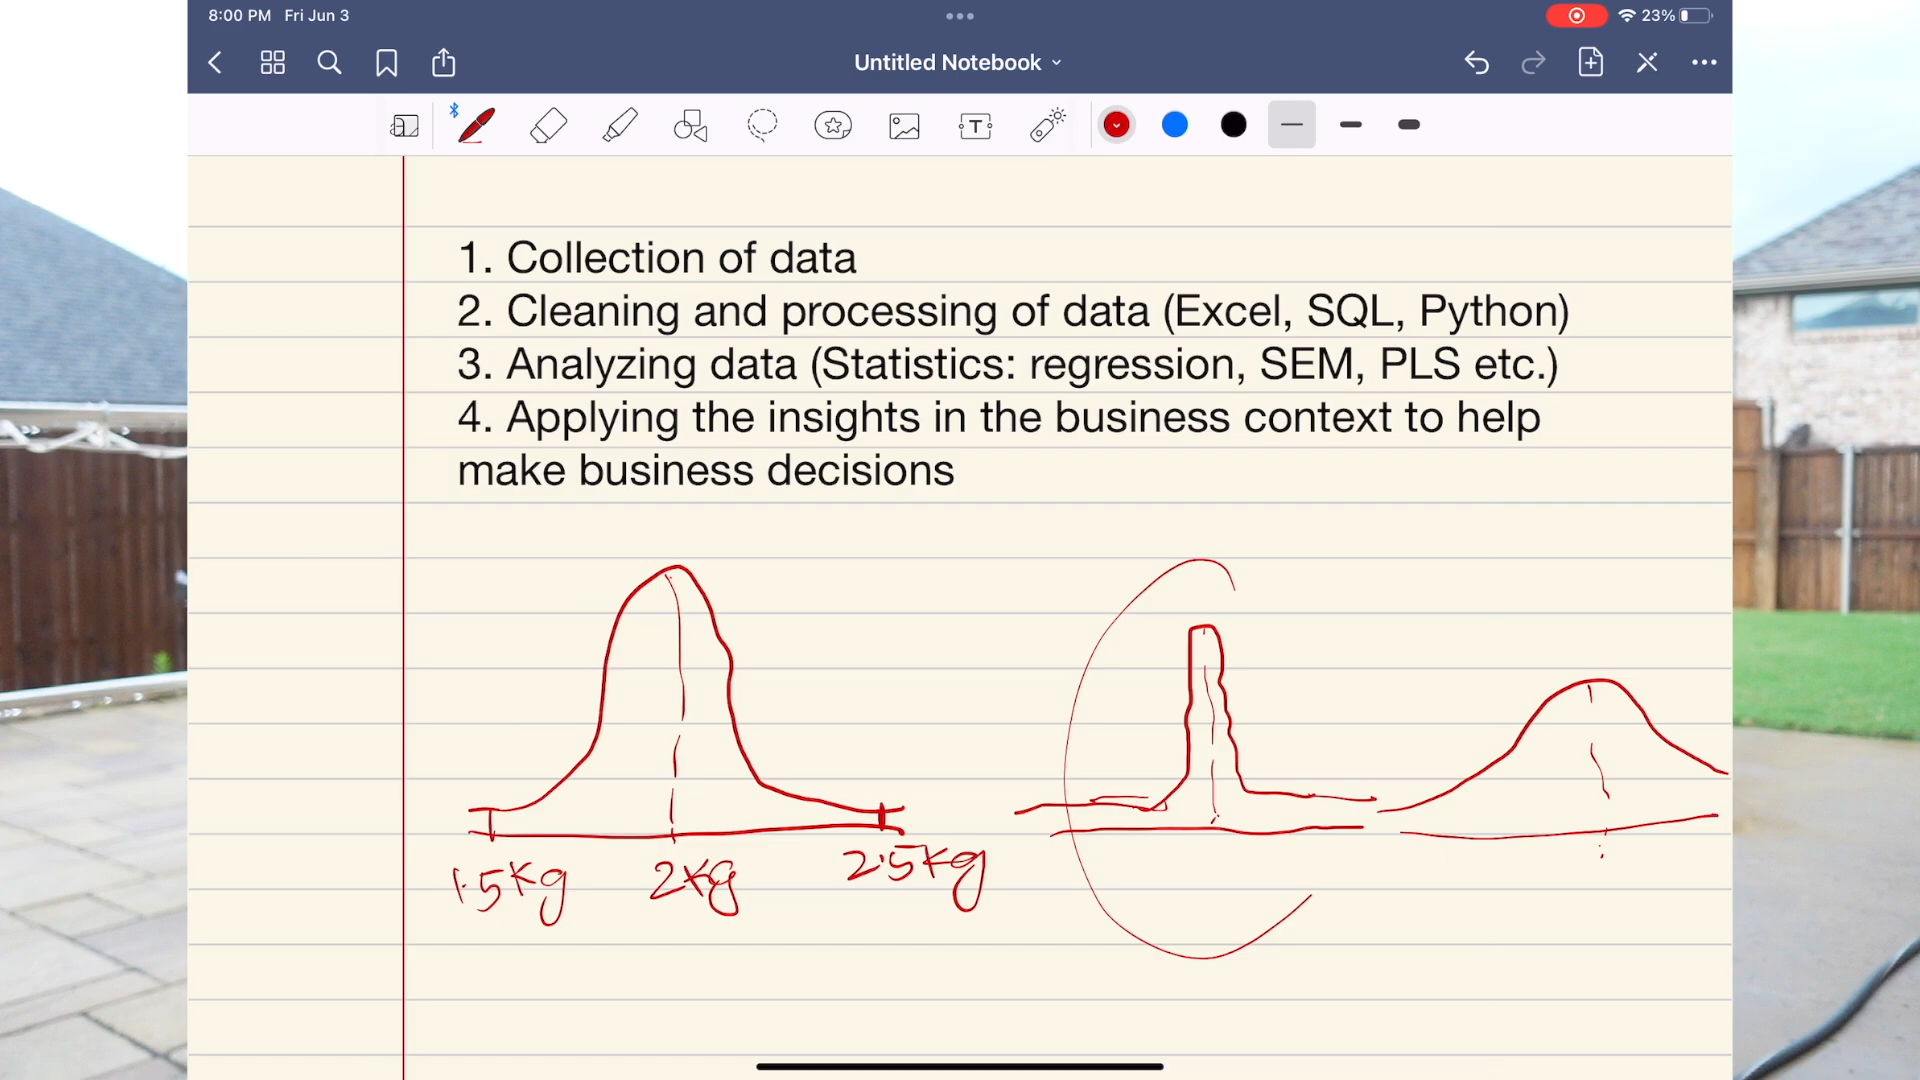 8:00 PM Fri Jun 3
23%
Untitled Notebook
T
1. Collection of data
2. Cleaning and processing of data (Excel, SQL, Python)
3. Analyzing data (Statistics: regression, SEM, PLS etc.)
4. Applying the insights in the business context to help
make business decisions
1.5kg 2kg 2.5kg